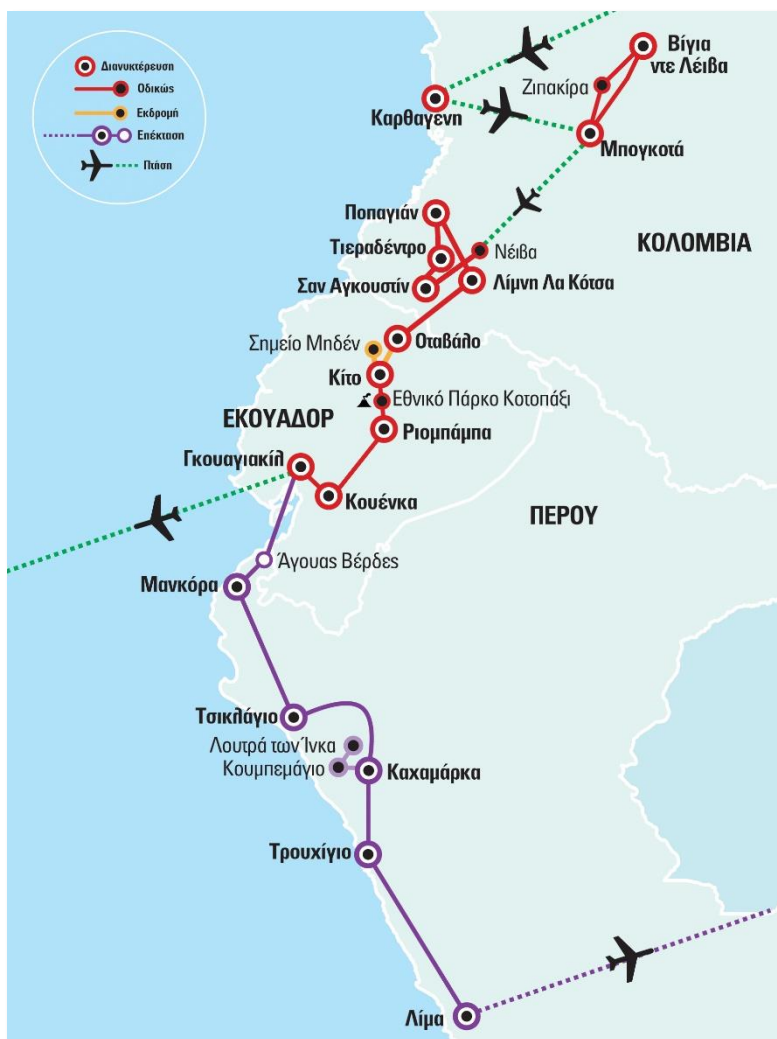 Διανυκτέρευση
Οδικώς
Εκδρομή
Επέκταση
Πτήση
Βίγια
ντε Λέιβα
Ζιπακίρα
Καρθαγένη
Μπογκοτά
Ποπαγιάν
ΚΟΛΟΜΒΙΑ
Τιεραδέντρο
Νέιβα
Σαν Αγκουστίν
Λίμνη Λα Κότσα
Οταβάλο
Σημείο Μηδέν
Κίτο
Εθνικό Πάρκο Κοτοπάξι
ΕΚΟΥΑΔΟΡ
Ριομπάμπα
Γκουαγιακίλ
Κουένκα
ΠΕΡΟΥ
Άγουας Βέρδες
Μανκόρα
Τσικλάγιο
Λουτρά των Ίνκα
Κουμπεμάγιο
Καχαμάρκα
Τρουχίγιο
Λίμα